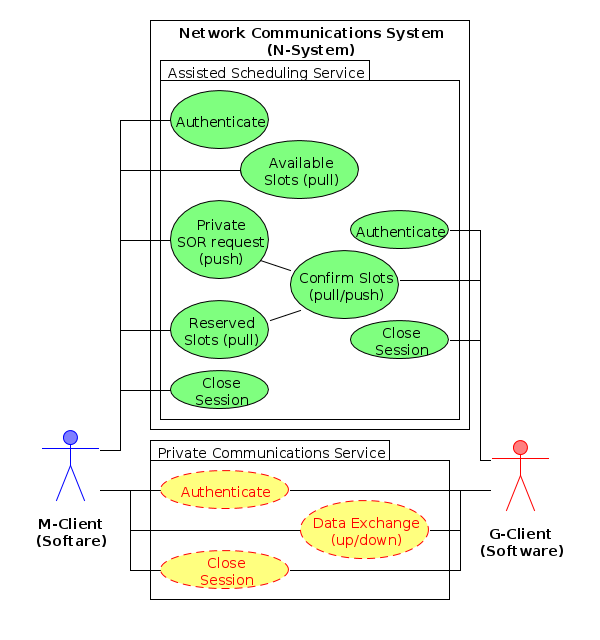 Network Communications System
(N-System)
Assisted Scheduling Service
Authenticate
Available
Slots (pull)
Private
SOR request
(push)
Authenticate
Confirm Slots
(pull/push)
Reserved
Slots (pull)
Close
Session
Close
Session
Private Communications Service
Authenticate
Data Exchange
(up/down)
Close
Session
M-Client
(Softare)
G-Client
(Software)